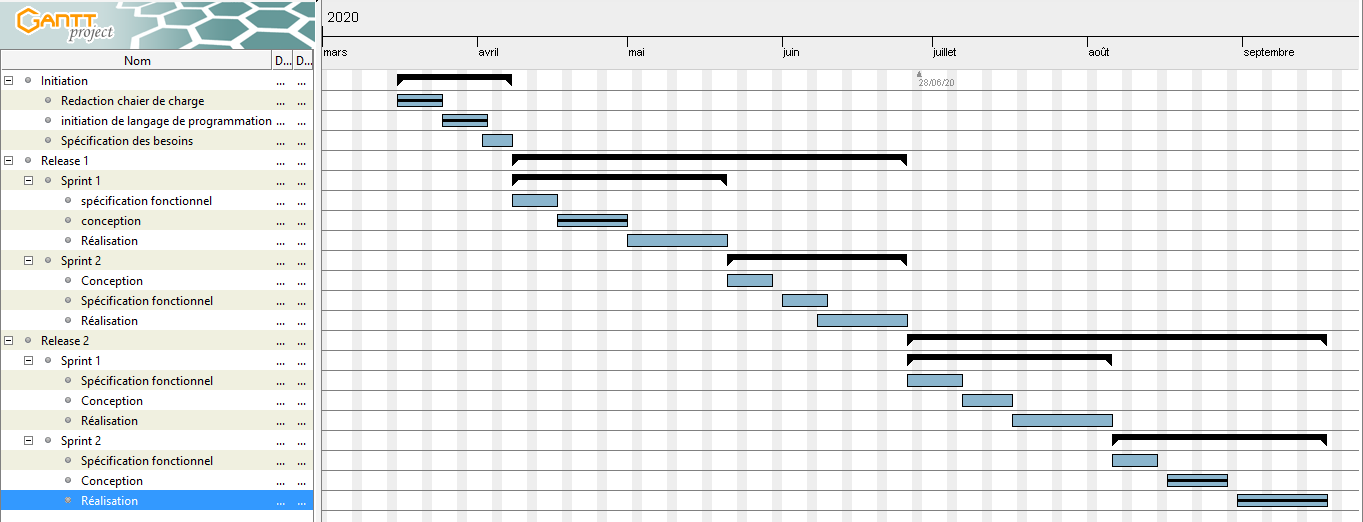 GANTT
project
2020
mars avril mai juin juillet août septembre
Nom D... D...
28/06/20
Initiation ... ...
Redaction chaier de charge ... ...
initiation de langage de programmation ... ...
Spécification des besoins ... ...
Release 1 ... ...
Sprint 1 ... ...
spécification fonctionnel ... ...
conception ... ...
Réalisation ... ...
Sprint 2 ... ...
Conception ... ...
Spécification fonctionnel ... ...
Réalisation ... ...
Release 2 ... ...
Sprint 1 ... ...
Spécification fonctionnel ... ...
Conception ... ...
Réalisation ... ...
Sprint 2 ... ...
Spécification fonctionnel ... ...
Conception ... ...
Réalisation ... ...